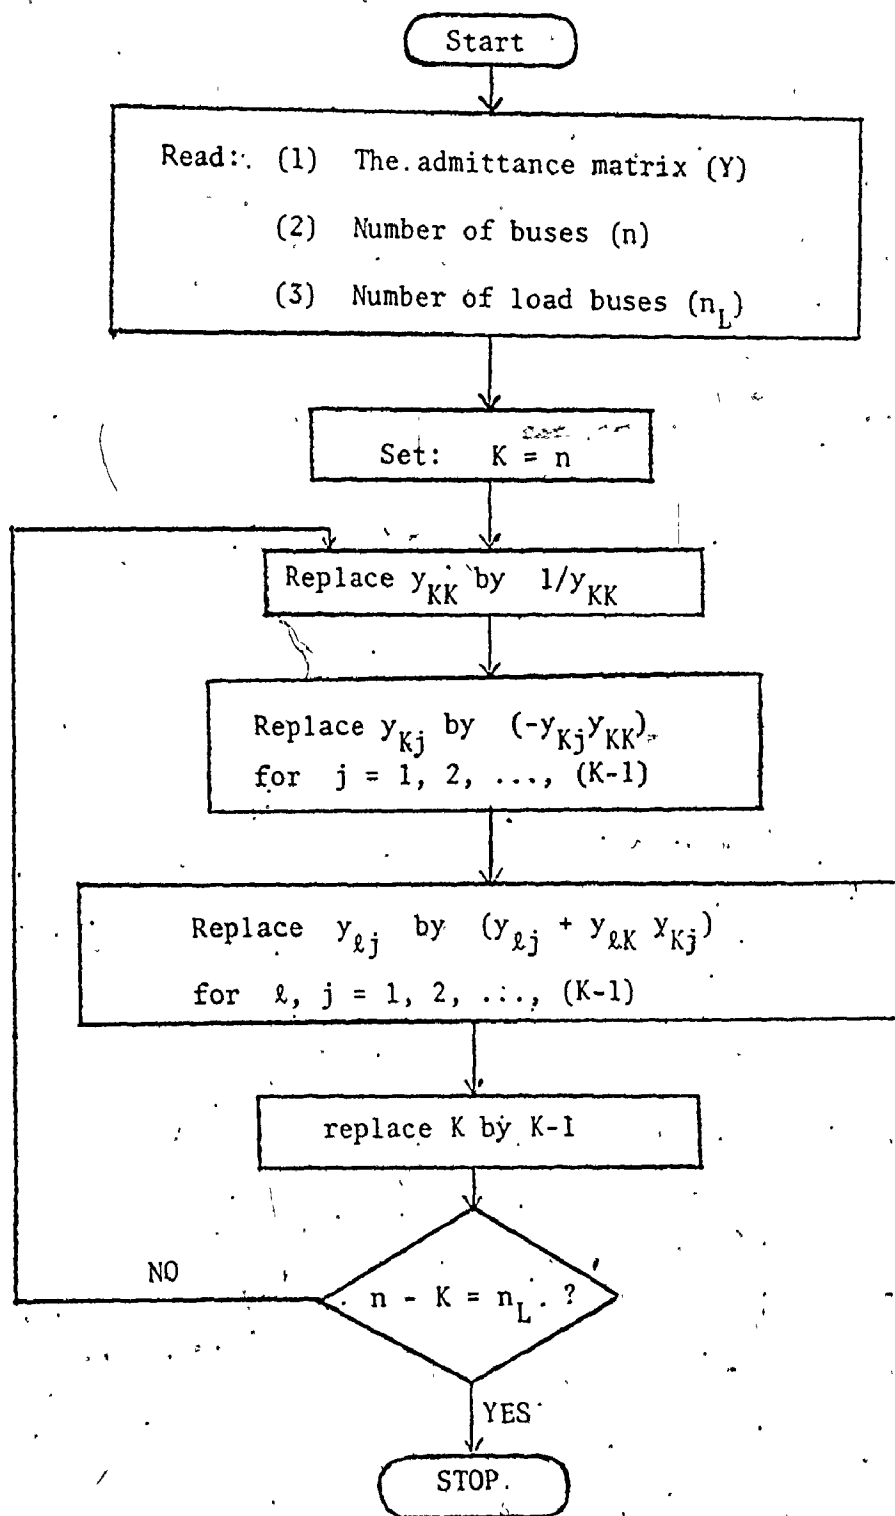 Start
Read: (1) The admittance matrix (Y)
(2) Number of buses (n)
(3) Number of load buses (n_L)
Set: K = n
Replace y_KK by 1/y_KK
Replace y_Kj by (-y_Kj y_KK)
for j = 1, 2, ..., (K-1)
Replace y_ℓj by (y_ℓj + y_ℓK y_Kj)
for ℓ, j = 1, 2, ..., (K-1)
replace K by K-1
NO
n - K = n_L ?
YES
STOP